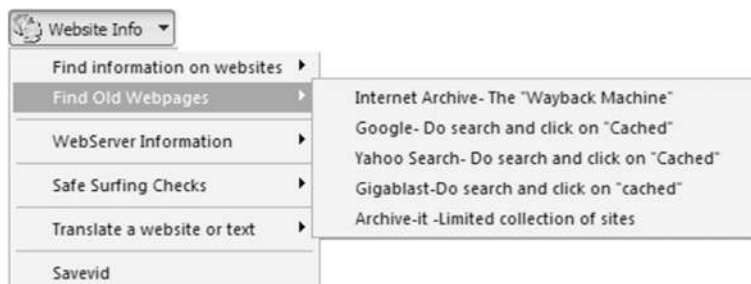 Website Info
Find information on websites
Find Old Webpages
WebServer Information
Safe Surfing Checks
Translate a website or text
Savevid
Internet Archive- The "Wayback Machine"
Google- Do search and click on "Cached"
Yahoo Search- Do search and click on "Cached"
Gigablast-Do search and click on "cached"
Archive-it -Limited collection of sites